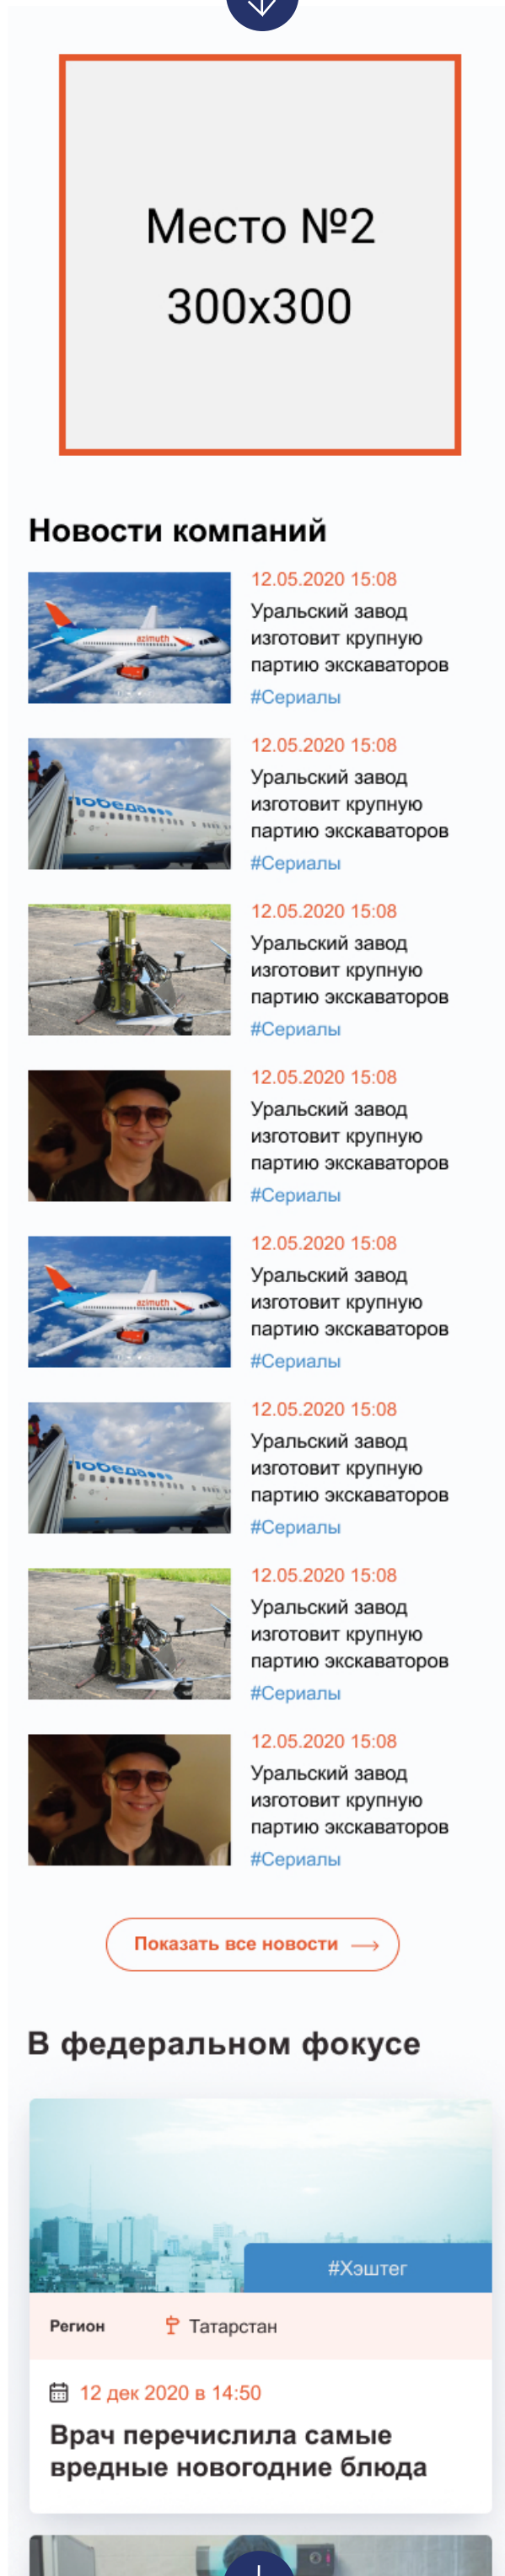 Место №2
300x300
Новости компаний
azimuth
12.05.2020 15:08
Уральский завод
изготовит крупную
партию экскаваторов
#Сериалы
победа
12.05.2020 15:08
Уральский завод
изготовит крупную
партию экскаваторов
#Сериалы
12.05.2020 15:08
Уральский завод
изготовит крупную
партию экскаваторов
#Сериалы
12.05.2020 15:08
Уральский завод
изготовит крупную
партию экскаваторов
#Сериалы
azimuth
12.05.2020 15:08
Уральский завод
изготовит крупную
партию экскаваторов
#Сериалы
победа
12.05.2020 15:08
Уральский завод
изготовит крупную
партию экскаваторов
#Сериалы
12.05.2020 15:08
Уральский завод
изготовит крупную
партию экскаваторов
#Сериалы
12.05.2020 15:08
Уральский завод
изготовит крупную
партию экскаваторов
#Сериалы
Показать все новости
В федеральном фокусе
#Хэштег
Регион Татарстан
12 дек 2020 в 14:50
Врач перечислила самые
вредные новогодние блюда